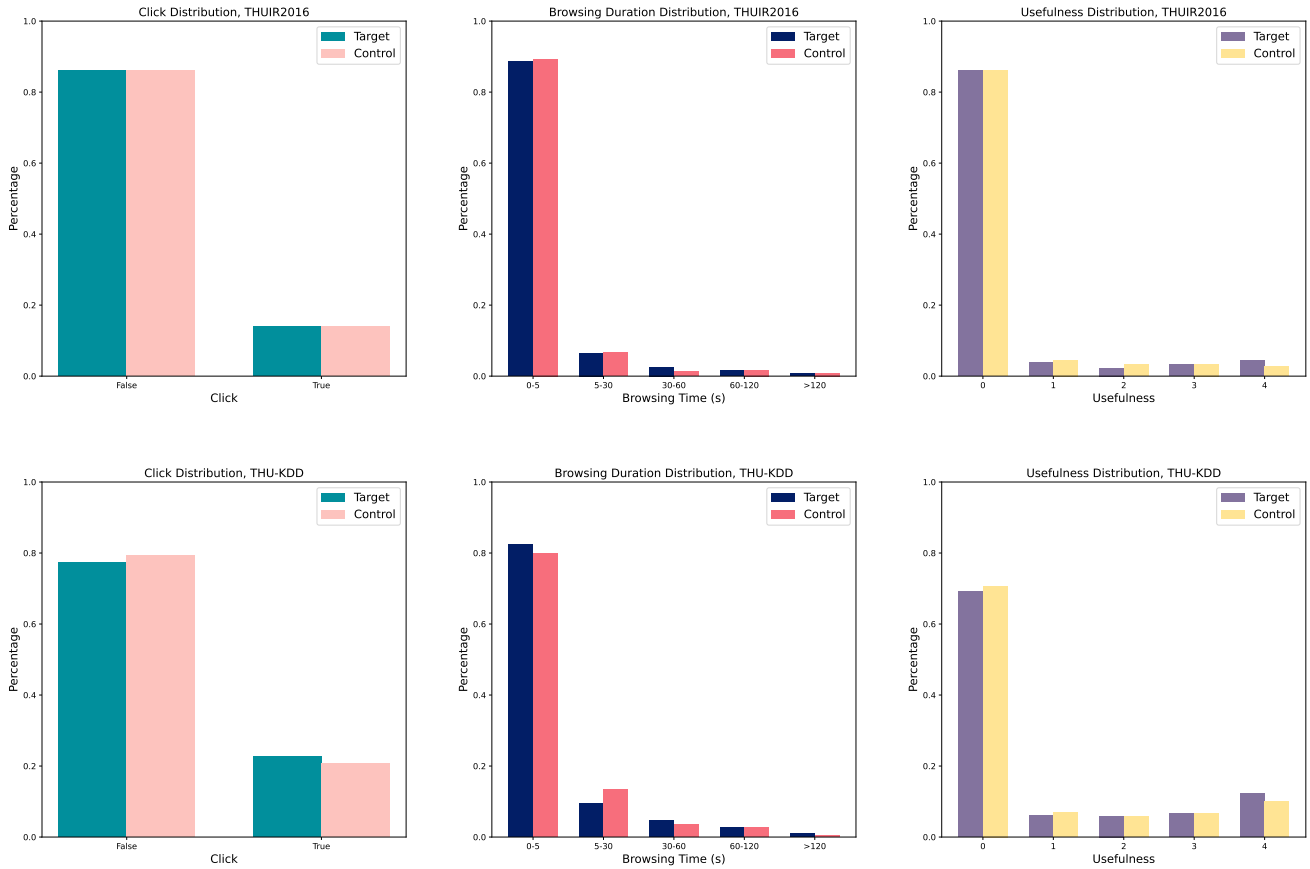 Click Distribution, THUIR2016
Target
Control
Percentage
1.0
0.8
0.6
0.4
0.2
0.0
False True
Click
Browsing Duration Distribution, THUIR2016
Target
Control
Percentage
1.0
0.8
0.6
0.4
0.2
0.0
0-5 5-30 30-60 60-120 >120
Browsing Time (s)
Usefulness Distribution, THUIR2016
Target
Control
Percentage
1.0
0.8
0.6
0.4
0.2
0.0
0 1 2 3 4
Usefulness
Click Distribution, THU-KDD
Target
Control
Percentage
1.0
0.8
0.6
0.4
0.2
0.0
False True
Click
Browsing Duration Distribution, THU-KDD
Target
Control
Percentage
1.0
0.8
0.6
0.4
0.2
0.0
0-5 5-30 30-60 60-120 >120
Browsing Time (s)
Usefulness Distribution, THU-KDD
Target
Control
Percentage
1.0
0.8
0.6
0.4
0.2
0.0
0 1 2 3 4
Usefulness